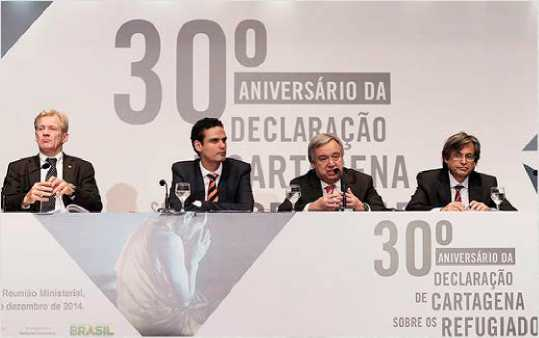 30º
ANIVERSÁRIO DA
DECLARAÇÃO
CARTAGENA
30º
ANIVERSÁRIO DA
DECLARAÇÃO
DE CARTAGENA
SOBRE OS REFUGIADO
Reunião Ministerial,
dezembro de 2014.
BRASIL